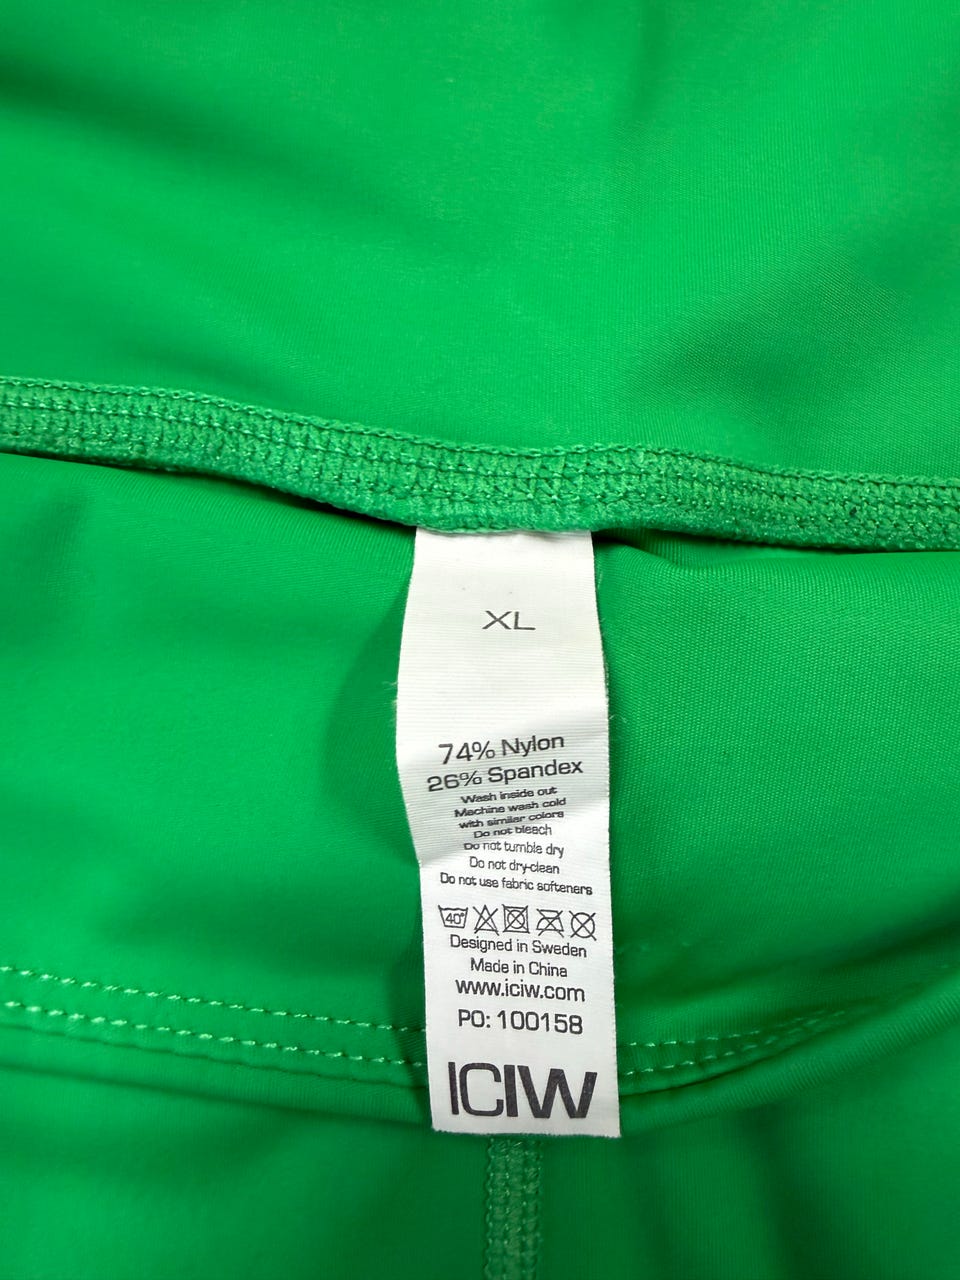 XL
74% Nylon
26% Spandex
Wash inside out
Machine wash cold
with similar colors
Do not bleach
Do not tumble dry
Do not dry-clean
Do not use fabric softeners
40°
Designed in Sweden
Made in China
www.iciw.com
PO: 100158
ICIW